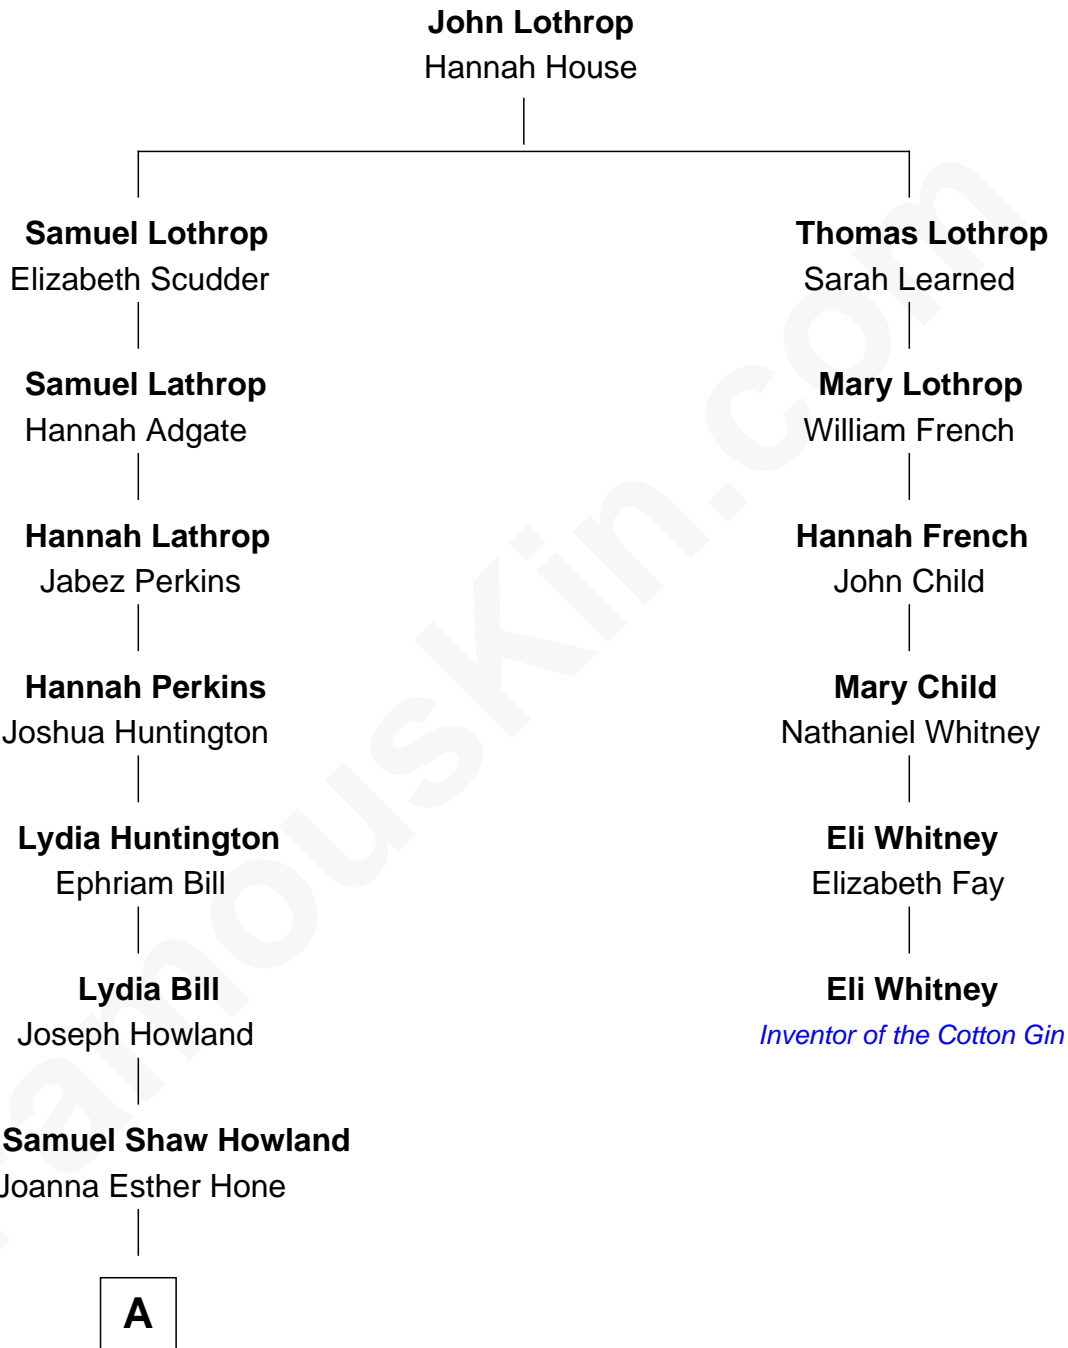 John Lothrop
Hannah House
Samuel Lothrop
Elizabeth Scudder
Thomas Lothrop
Sarah Learned
Samuel Lathrop
Hannah Adgate
Mary Lothrop
William French
Hannah Lathrop
Jabez Perkins
Hannah French
John Child
Hannah Perkins
Joshua Huntington
Mary Child
Nathaniel Whitney
Lydia Huntington
Ephriam Bill
Eli Whitney
Elizabeth Fay
Lydia Bill
Joseph Howland
Eli Whitney
Inventor of the Cotton Gin
Samuel Shaw Howland
Joanna Esther Hone
A
FamousKin.com